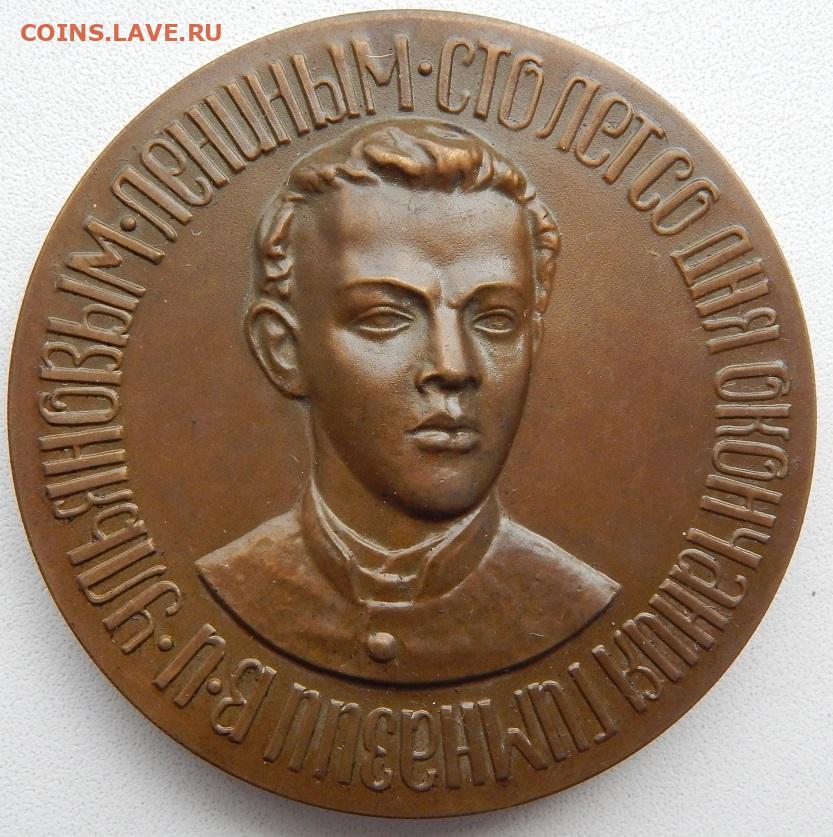 COINS.LAVE.RU
СТО ЛЕТ СО ДНЯ ОКОНЧАНИЯ ГИМНАЗИИ В·И·УЛЬЯНОВЫМ·ЛЕНИНЫМ·